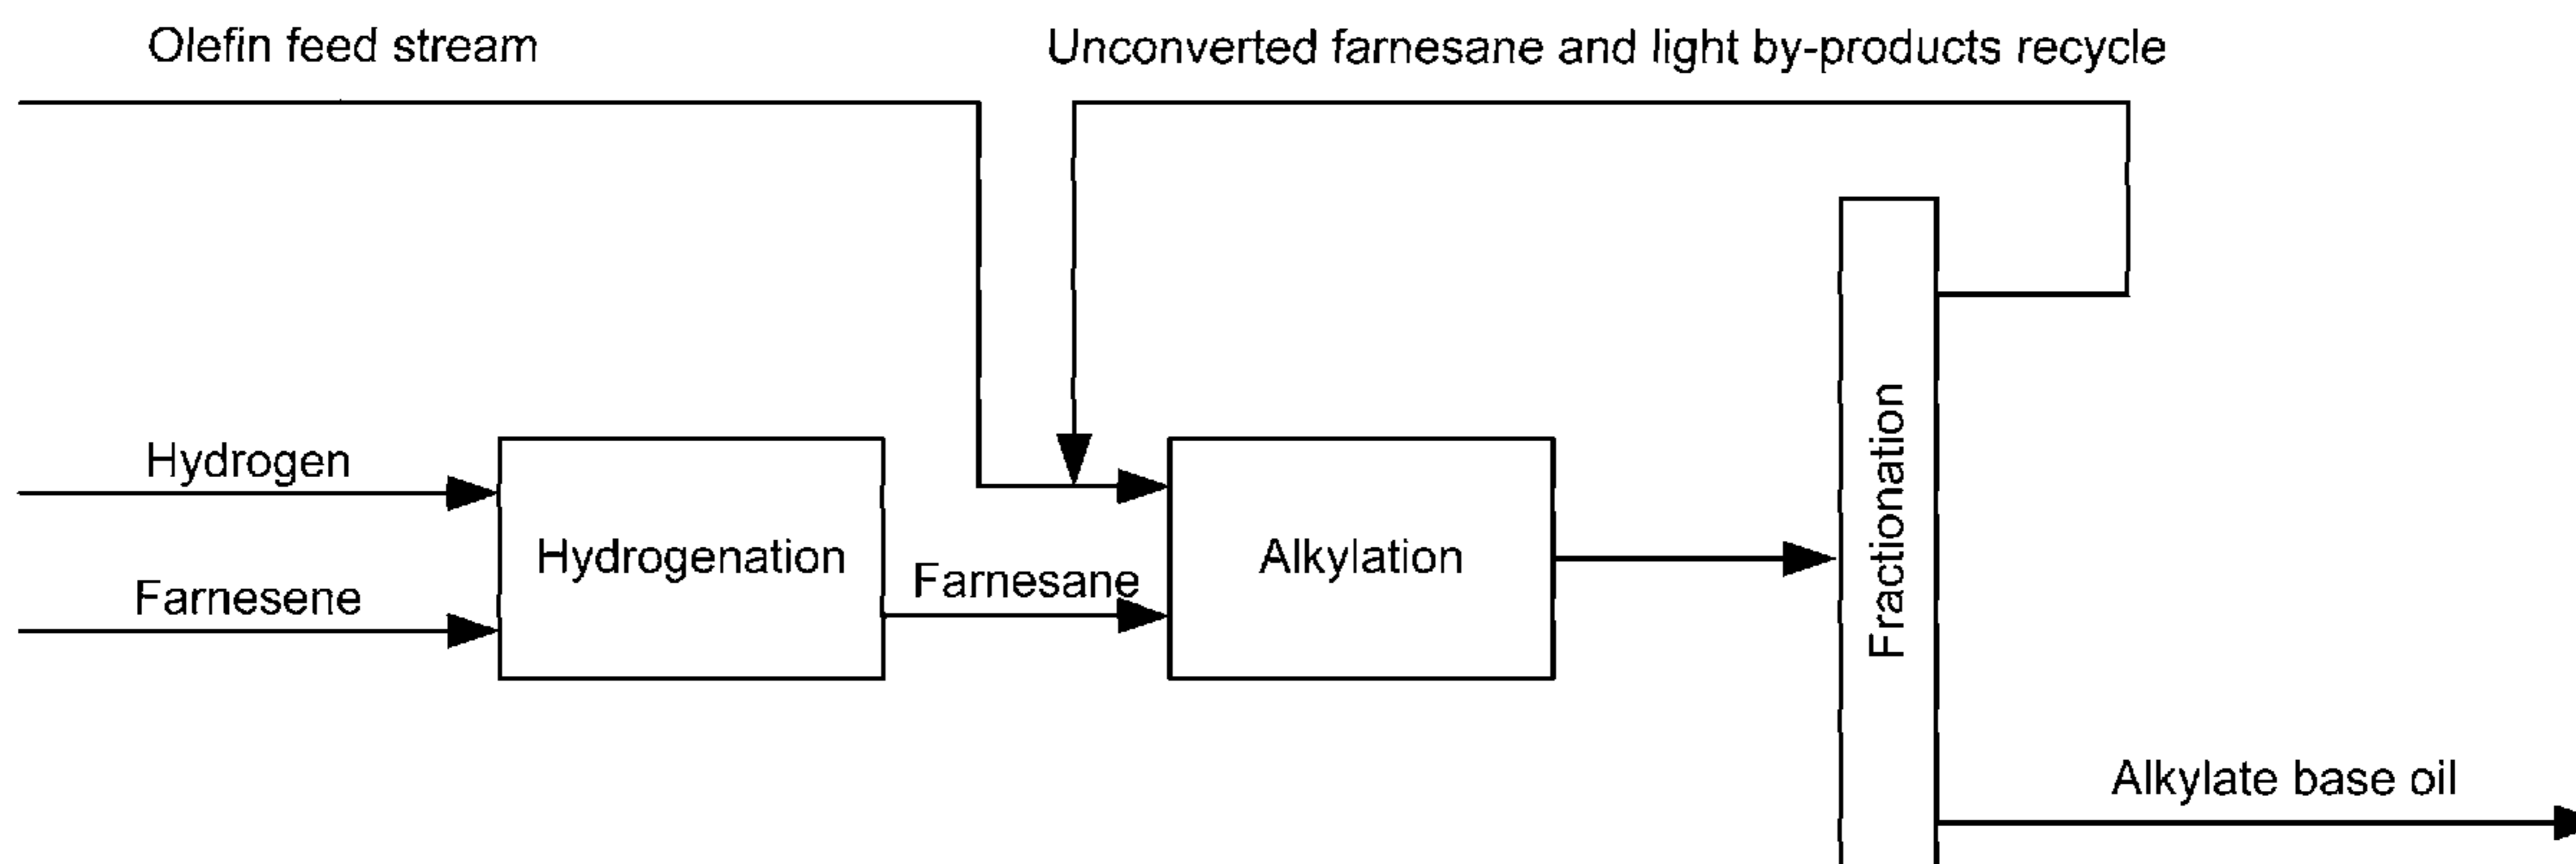 Olefin feed stream
Unconverted farnesane and light by-products recycle
Hydrogen
Farnesene
Hydrogenation
Farnesane
Alkylation
Fractionation
Alkylate base oil